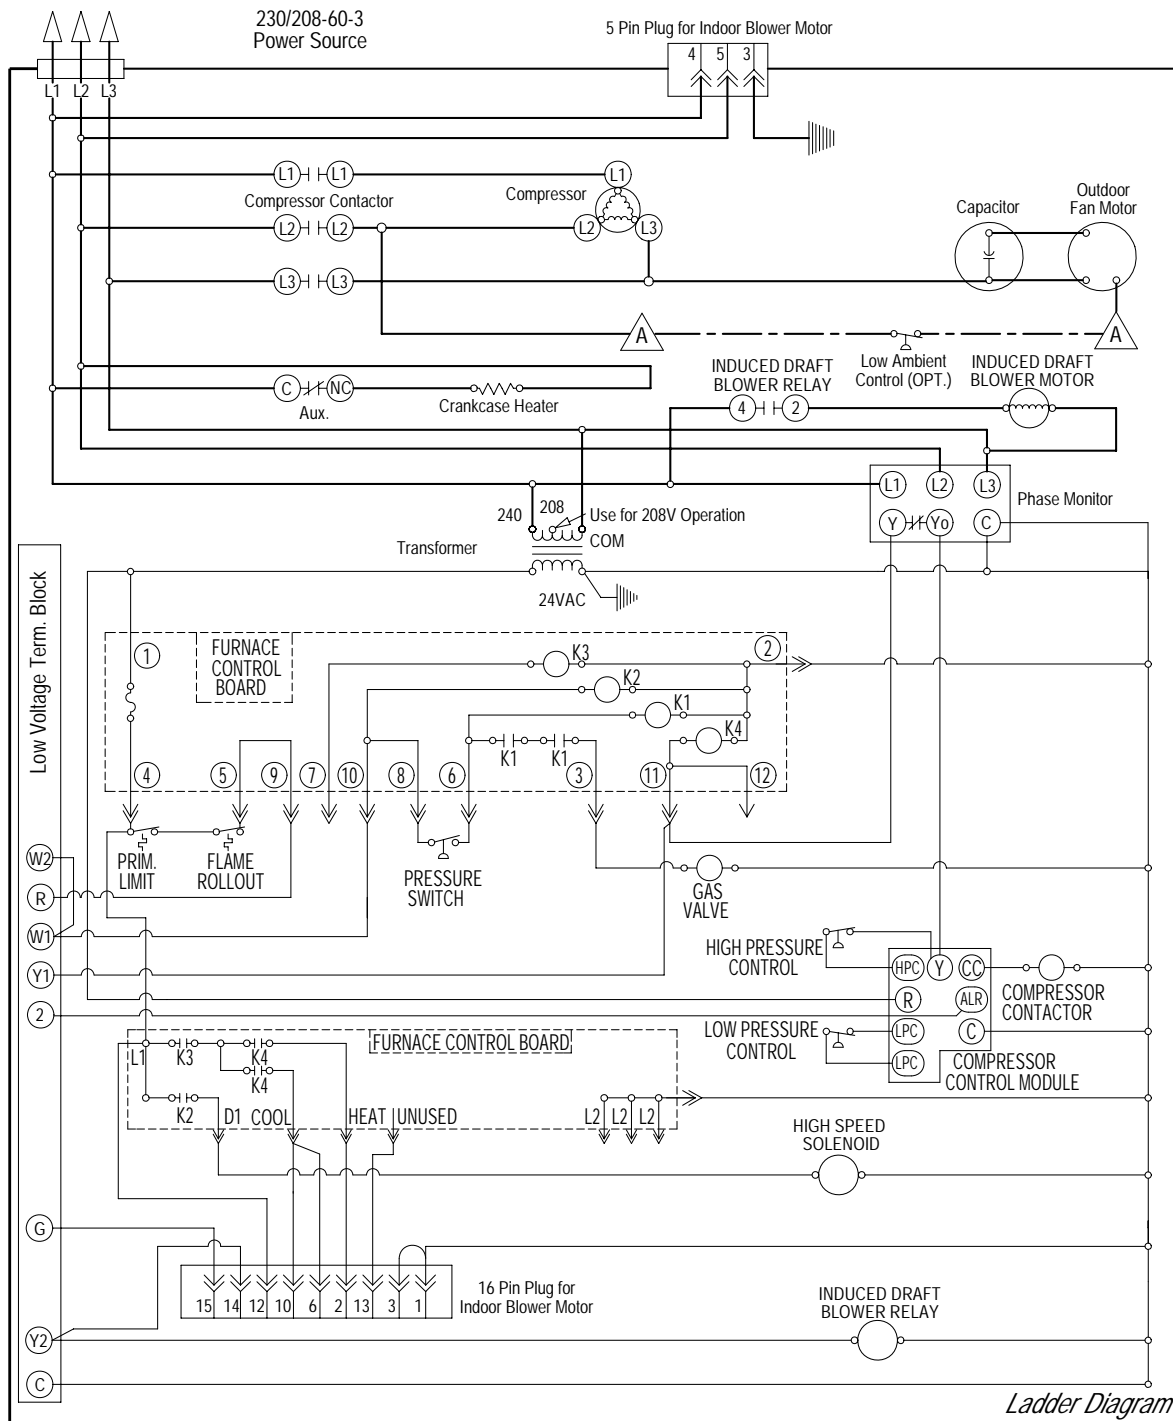 230/208-60-3
Power Source
5 Pin Plug for Indoor Blower Motor
4 5 3
L1 L2 L3
L1 L1
Compressor Contactor
L2 L2
L3 L3
Compressor
L1
L2 L3
Capacitor
Outdoor
Fan Motor
A
A
Low Ambient
Control (OPT.)
C NC
Aux.
Crankcase Heater
INDUCED DRAFT
BLOWER RELAY
4 2
INDUCED DRAFT
BLOWER MOTOR
L1 L2 L3
Y Yo C
Phase Monitor
240 208
Use for 208V Operation
COM
Transformer
24VAC
Low Voltage Term. Block
FURNACE
CONTROL
BOARD
1
2
K3
K2
K1
K4
K1 K1
4 5 9 7 10 8 6 3 11 12
PRIM.
LIMIT
FLAME
ROLLOUT
PRESSURE
SWITCH
GAS
VALVE
W2
R
W1
Y1
2
HIGH PRESSURE
CONTROL
HPC Y CC
R ALR
LPC C
LPC
COMPRESSOR
CONTACTOR
LOW PRESSURE
CONTROL
COMPRESSOR
CONTROL MODULE
FURNACE CONTROL BOARD
L1 K3 K4
K4
K2 D1 COOL HEAT UNUSED L2 L2 L2
HIGH SPEED
SOLENOID
G
15 14 12 10 6 2 13 3 1
16 Pin Plug for
Indoor Blower Motor
INDUCED DRAFT
BLOWER RELAY
Y2
C
Ladder Diagram